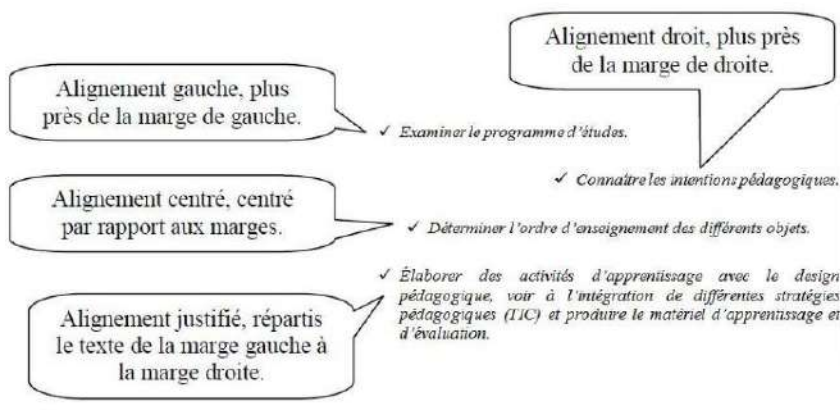 Alignement droit, plus près
de la marge de droite.
Alignement gauche, plus
près de la marge de gauche.
✓ Examiner le programme d'études.
✓ Connaître les intentions pédagogiques.
Alignement centré, centré
par rapport aux marges.
✓ Déterminer l'ordre d'enseignement des différents objets.
✓ Élaborer des activités d'apprentissage avec le design
pédagogique, voir à l'intégration de différentes stratégies
pédagogiques (TIC) et produire le matériel d'apprentissage et
d'évaluation.
Alignement justifié, répartis
le texte de la marge gauche à
la marge droite.